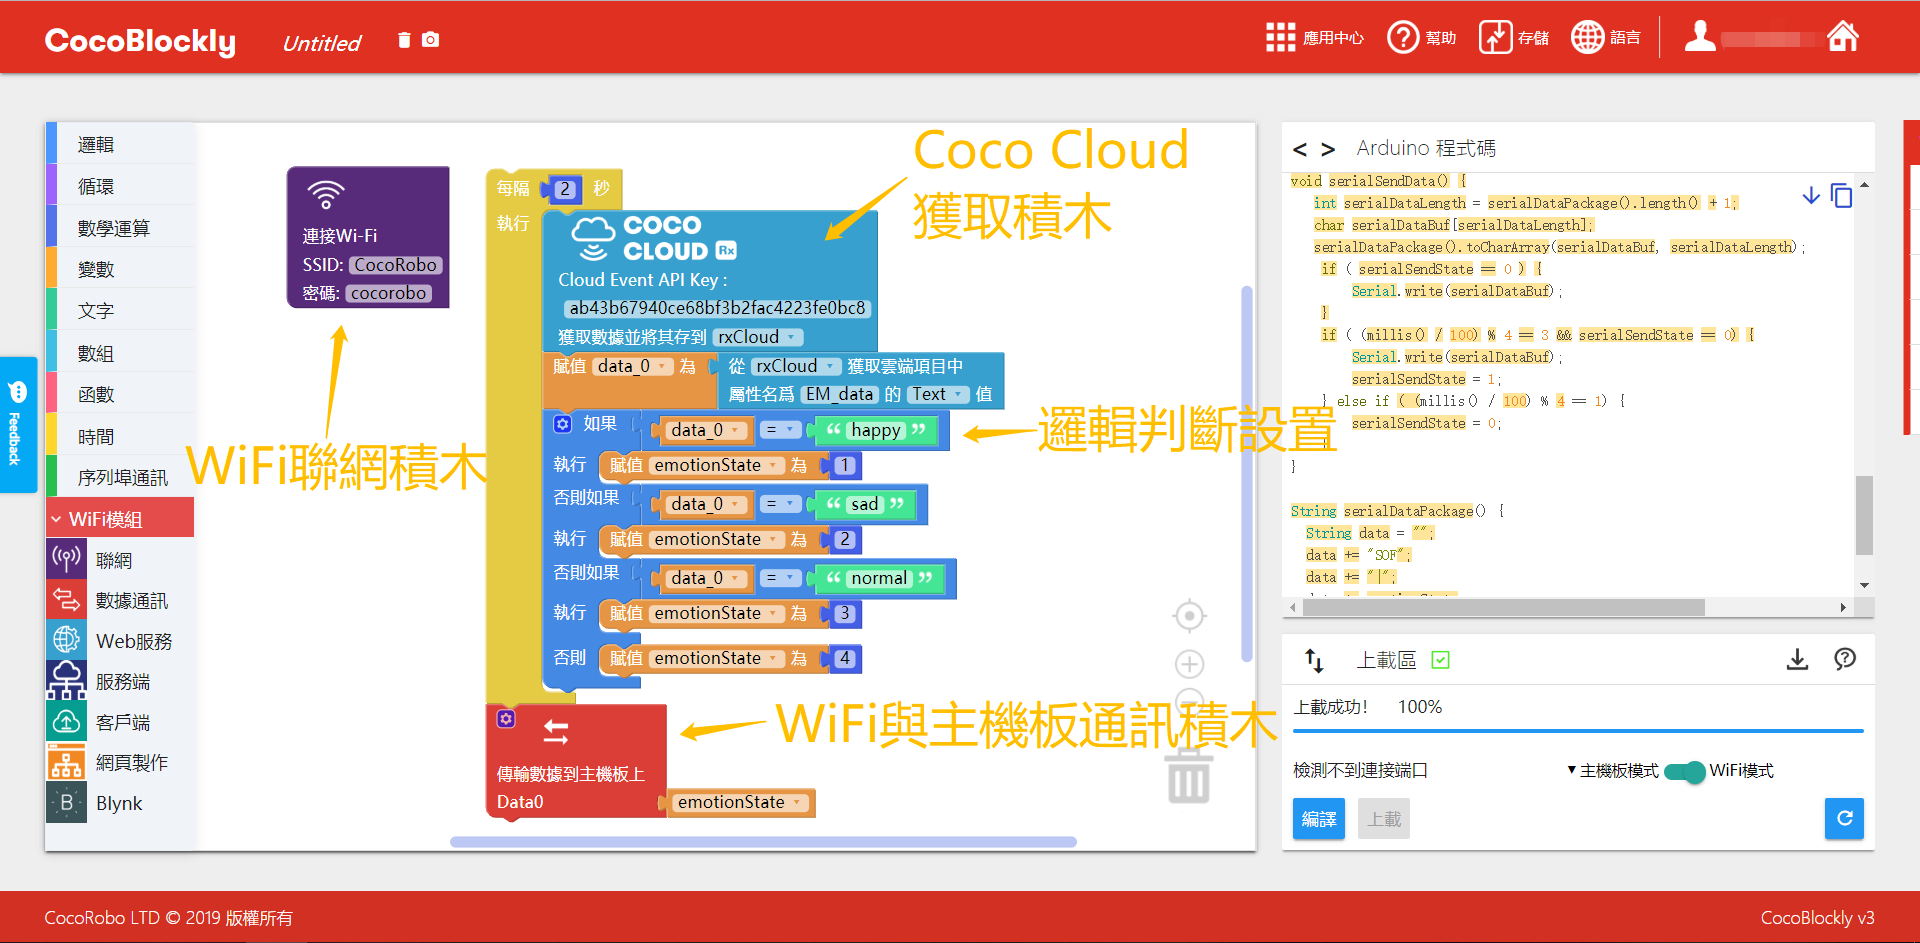 CocoBlockly
Untitled
應用中心
幫助
存儲
語言
邏輯
循環
數學運算
變數
文字
數組
函數
時間
序列埠通訊
WiFi模組
聯網
數據通訊
Web服務
服務端
客戶端
網頁製作
B Blynk
Feedback
連接Wi-Fi
SSID: CocoRobo
密碼: cocorobo
WiFi聯網積木
每隔 2 秒
執行
COCO
CLOUD Rx
Cloud Event API Key :
ab43b67940ce68bf3b2fac4223fe0bc8
獲取數據並將其存到 rxCloud
賦值 data_0 為 從 rxCloud 獲取雲端項目中
屬性名爲 EM_data 的 Text 值
如果 data_0 = “ happy ”
執行 賦值 emotionState 為 1
否則如果 data_0 = “ sad ”
執行 賦值 emotionState 為 2
否則如果 data_0 = “ normal ”
執行 賦值 emotionState 為 3
否則 賦值 emotionState 為 4
傳輸數據到主機板上
Data0 emotionState
Coco Cloud
獲取積木
邏輯判斷設置
WiFi與主機板通訊積木
< > Arduino 程式碼
void serialSendData() {
int serialDataLength = serialDataPackage().length() + 1;
char serialDataBuf[serialDataLength];
serialDataPackage().toCharArray(serialDataBuf, serialDataLength);
if ( serialSendState == 0 ) {
Serial.write(serialDataBuf);
}
if ( (millis() / 100) % 4 == 3 && serialSendState == 0) {
Serial.write(serialDataBuf);
serialSendState = 1;
} else if ( (millis() / 100) % 4 == 1) {
serialSendState = 0;
}
String serialDataPackage() {
String data = "";
data += "SOF";
data += "|";
上載區
上載成功! 100%
檢測不到連接端口
▼主機板模式 WiFi模式
編譯
上載
CocoRobo LTD © 2019 版權所有
CocoBlockly v3